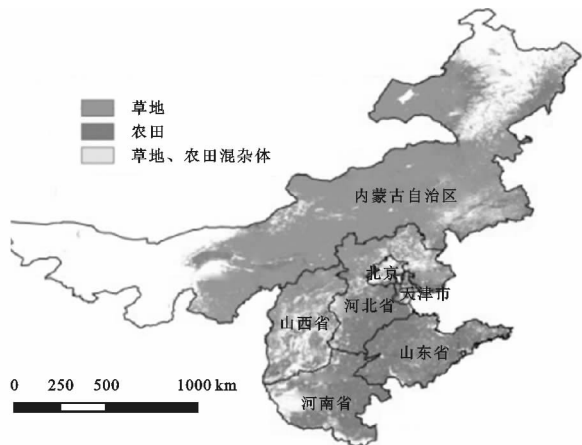 草地
农田
草地、农田混杂体
内蒙古自治区
北京
天津市
河北省
山西省
山东省
河南省
0 250 500 1000 km